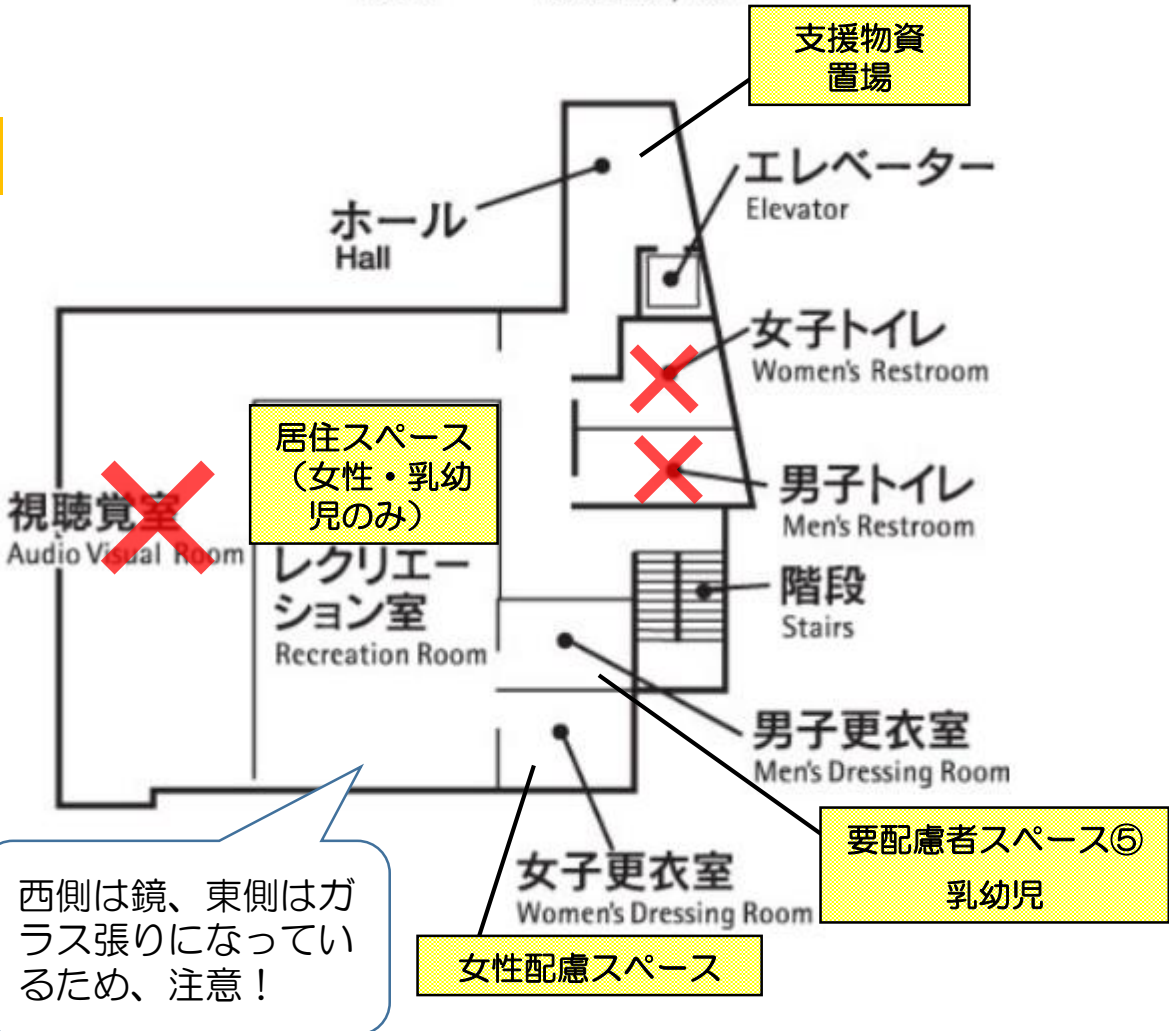 支援物資
置場
エレベーター
Elevator
ホール
Hall
女子トイレ
Women's Restroom
居住スペース
（女性・乳幼
児のみ）
男子トイレ
Men's Restroom
視聴覚室
Audio Visual Room
レクリエー
ション室
Recreation Room
階段
Stairs
男子更衣室
Men's Dressing Room
要配慮者スペース⑤
乳幼児
女子更衣室
Women's Dressing Room
女性配慮スペース
西側は鏡、東側はガ
ラス張りになってい
るため、注意！